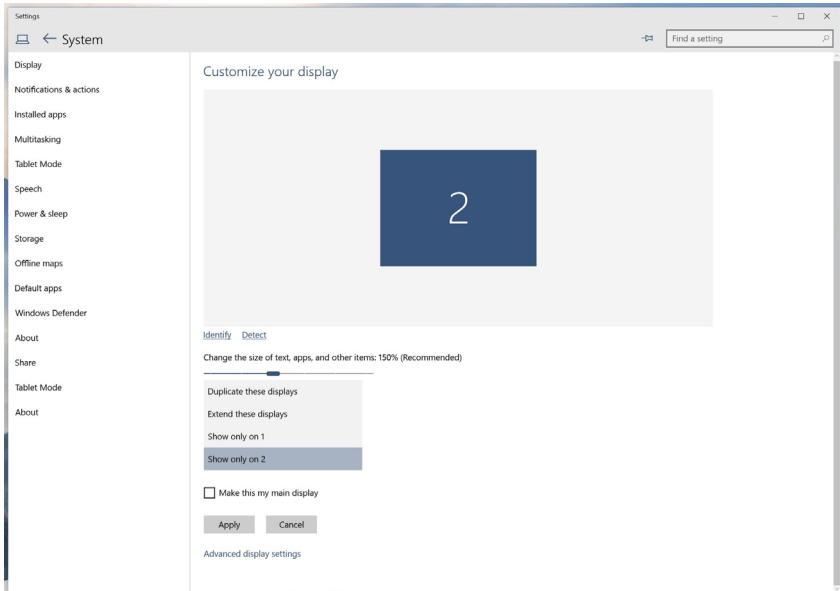 Settings
System
Find a setting
Display
Notifications & actions
Installed apps
Multitasking
Tablet Mode
Speech
Power & sleep
Storage
Offline maps
Default apps
Windows Defender
About
Share
Tablet Mode
About
Customize your display
2
Identify Detect
Change the size of text, apps, and other items: 150% (Recommended)
Duplicate these displays
Extend these displays
Show only on 1
Show only on 2
Make this my main display
Apply Cancel
Advanced display settings